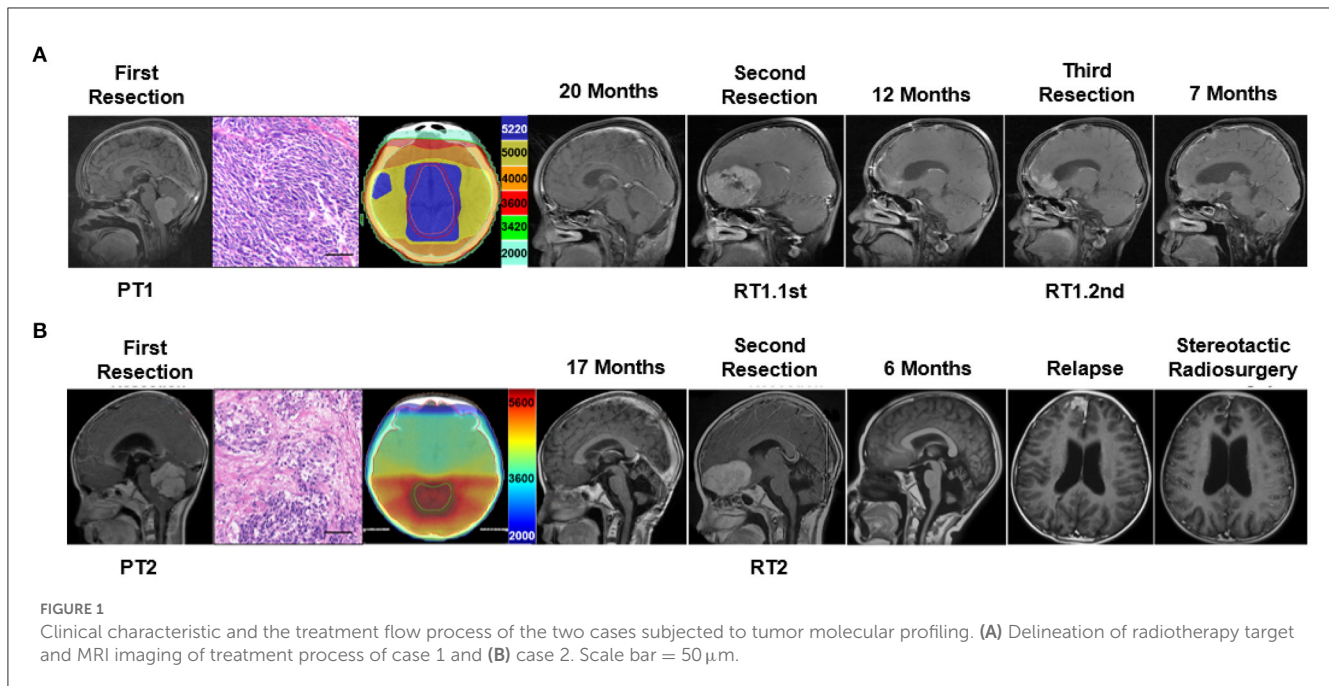 A
First
Resection
20 Months
Second
Resection
12 Months
Third
Resection
7 Months
5220
5000
4000
3600
3420
2000
PT1
RT1.1st
RT1.2nd
B
First
Resection
17 Months
Second
Resection
6 Months
Relapse
Stereotactic
Radiosurgery
5600
3600
2000
PT2
RT2
FIGURE 1
Clinical characteristic and the treatment flow process of the two cases subjected to tumor molecular profiling. (A) Delineation of radiotherapy target
and MRI imaging of treatment process of case 1 and (B) case 2. Scale bar = 50 μm.